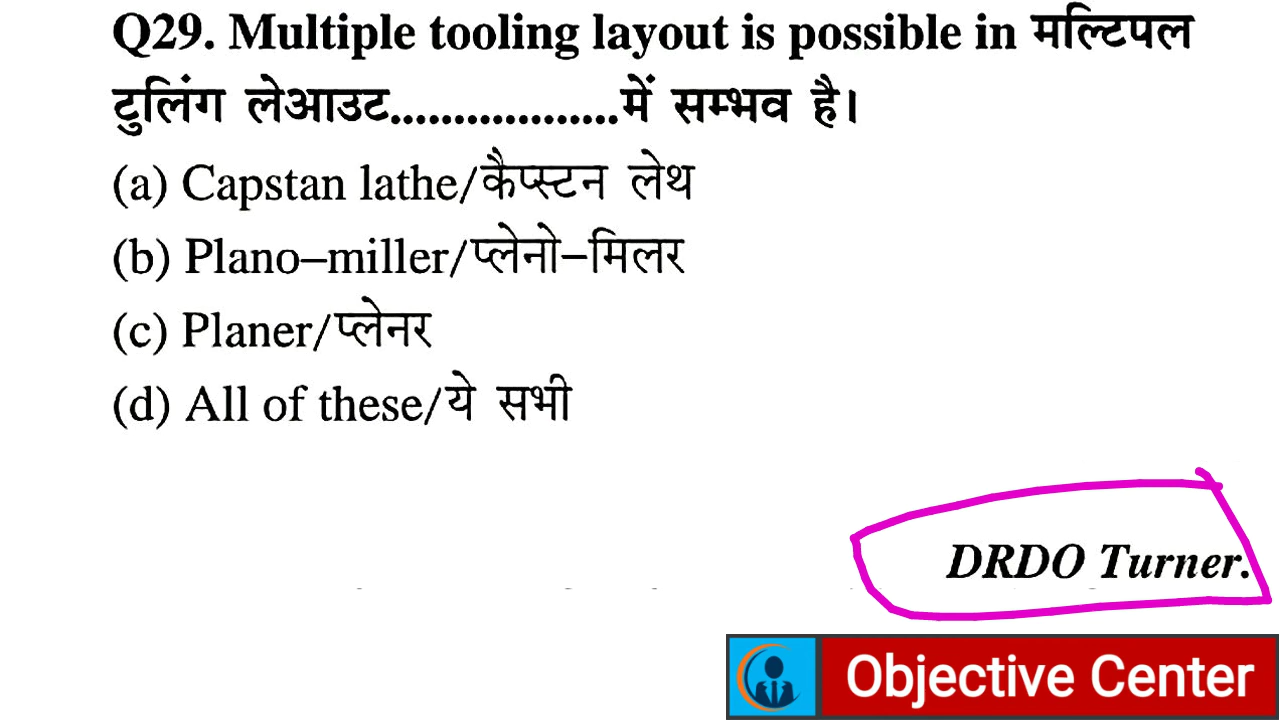 Q29. Multiple tooling layout is possible in मल्टिपल
टुलिंग लेआउट..................में सम्भव है।
(a) Capstan lathe/कैप्स्टन लेथ
(b) Plano–miller/प्लेनो–मिलर
(c) Planer/प्लेनर
(d) All of these/ये सभी
DRDO Turner.
Objective Center